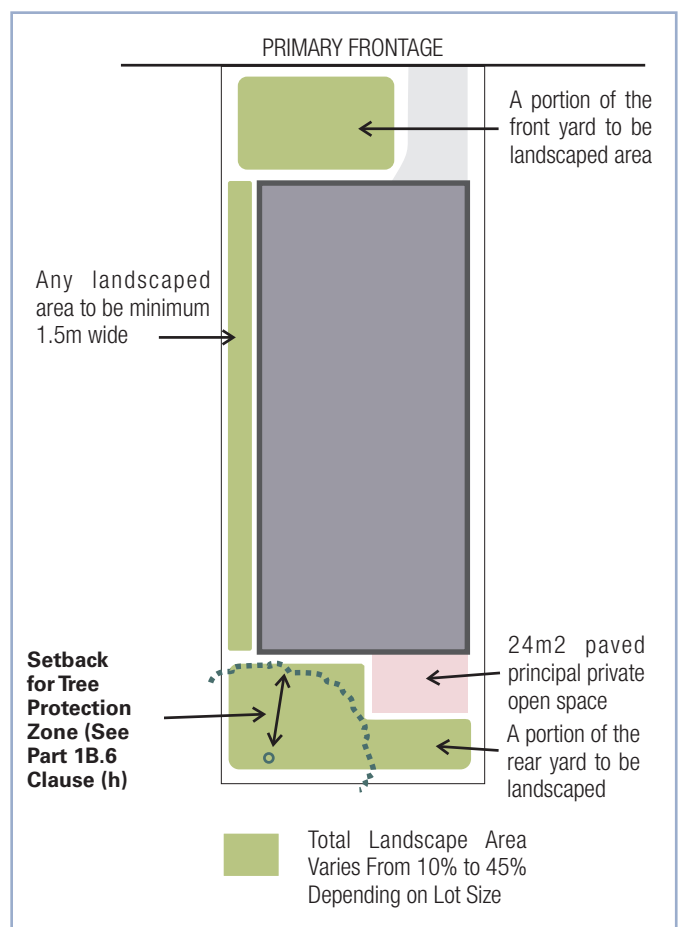 PRIMARY FRONTAGE
A portion of the
front yard to be
landscaped area
Any landscaped
area to be minimum
1.5m wide
Setback
for Tree
Protection
Zone (See
Part 1B.6
Clause (h)
24m2 paved
principal private
open space
A portion of the
rear yard to be
landscaped
Total Landscape Area
Varies From 10% to 45%
Depending on Lot Size